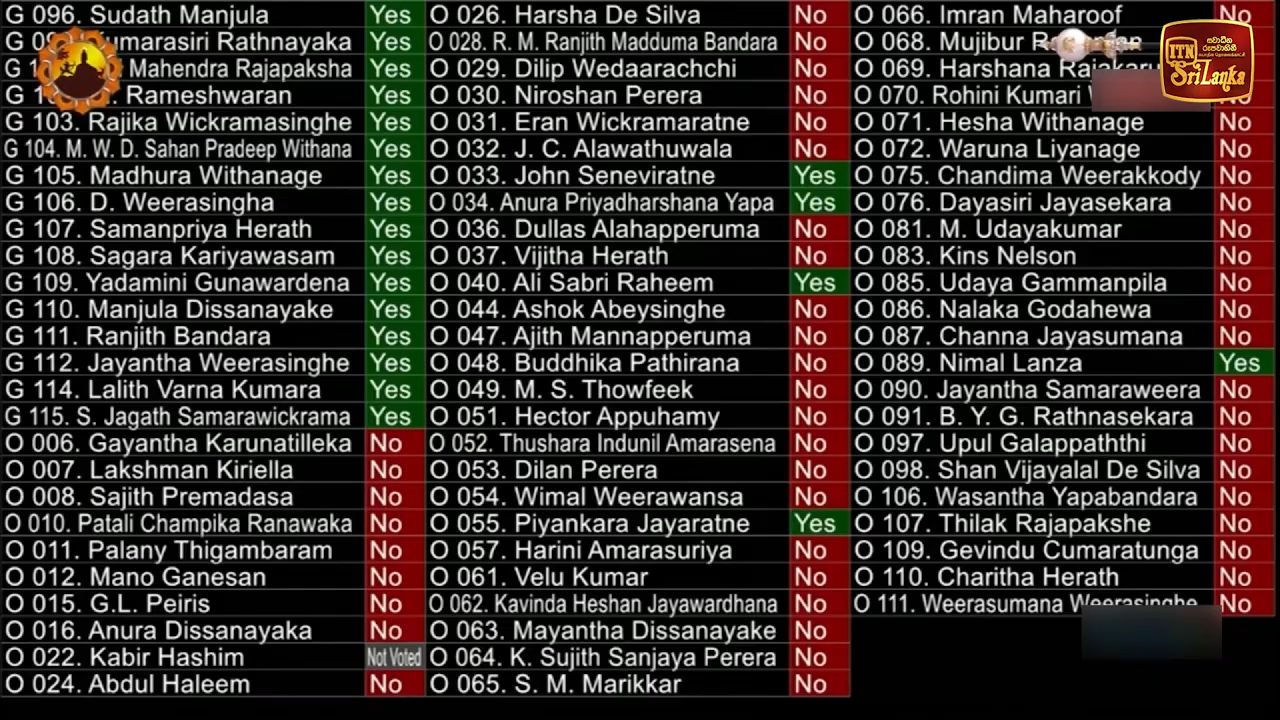 G 096. Sudath Manjula Yes
Kumarasiri Rathnayaka Yes
Mahendra Rajapaksha Yes
Rameshwaran Yes
G 103. Rajika Wickramasinghe Yes
G 104. M. W. D. Sahan Pradeep Withana Yes
G 105. Madhura Withanage Yes
G 106. D. Weerasingha Yes
G 107. Samanpriya Herath Yes
G 108. Sagara Kariyawasam Yes
G 109. Yadamini Gunawardena Yes
G 110. Manjula Dissanayake Yes
G 111. Ranjith Bandara Yes
G 112. Jayantha Weerasinghe Yes
G 114. Lalith Varna Kumara Yes
G 115. S. Jagath Samarawickrama Yes
O 006. Gayantha Karunatilleka No
O 007. Lakshman Kiriella No
O 008. Sajith Premadasa No
O 010. Patali Champika Ranawaka No
O 011. Palany Thigambaram No
O 012. Mano Ganesan No
O 015. G.L. Peiris No
O 016. Anura Dissanayaka No
O 022. Kabir Hashim Not Voted
O 024. Abdul Haleem No
O 026. Harsha De Silva No
O 028. R. M. Ranjith Madduma Bandara No
O 029. Dilip Wedaarachchi No
O 030. Niroshan Perera No
O 031. Eran Wickramaratne No
O 032. J. C. Alawathuwala No
O 033. John Seneviratne Yes
O 034. Anura Priyadharshana Yapa Yes
O 036. Dullas Alahapperuma No
O 037. Vijitha Herath No
O 040. Ali Sabri Raheem Yes
O 044. Ashok Abeysinghe No
O 047. Ajith Mannapperuma No
O 048. Buddhika Pathirana No
O 049. M. S. Thowfeek No
O 051. Hector Appuhamy No
O 052. Thushara Indunil Amarasena No
O 053. Dilan Perera No
O 054. Wimal Weerawansa No
O 055. Piyankara Jayaratne Yes
O 057. Harini Amarasuriya No
O 061. Velu Kumar No
O 062. Kavinda Heshan Jayawardhana No
O 063. Mayantha Dissanayake No
O 064. K. Sujith Sanjaya Perera No
O 065. S. M. Marikkar No
O 066. Imran Maharoof No
O 068. Mujibur
O 069. Harshana
O 070. Rohini Kumari No
O 071. Hesha Withanage No
O 072. Waruna Liyanage No
O 075. Chandima Weerakkody No
O 076. Dayasiri Jayasekara No
O 081. M. Udayakumar No
O 083. Kins Nelson No
O 085. Udaya Gammanpila No
O 086. Nalaka Godahewa No
O 087. Channa Jayasumana No
O 089. Nimal Lanza Yes
O 090. Jayantha Samaraweera No
O 091. B. Y. G. Rathnasekara No
O 097. Upul Galappaththi No
O 098. Shan Vijayalal De Silva No
O 106. Wasantha Yapabandara No
O 107. Thilak Rajapakshe No
O 109. Gevindu Cumaratunga No
O 110. Charitha Herath No
O 111. Weerasumana Weerasinghe No
ITN
Sri Lanka